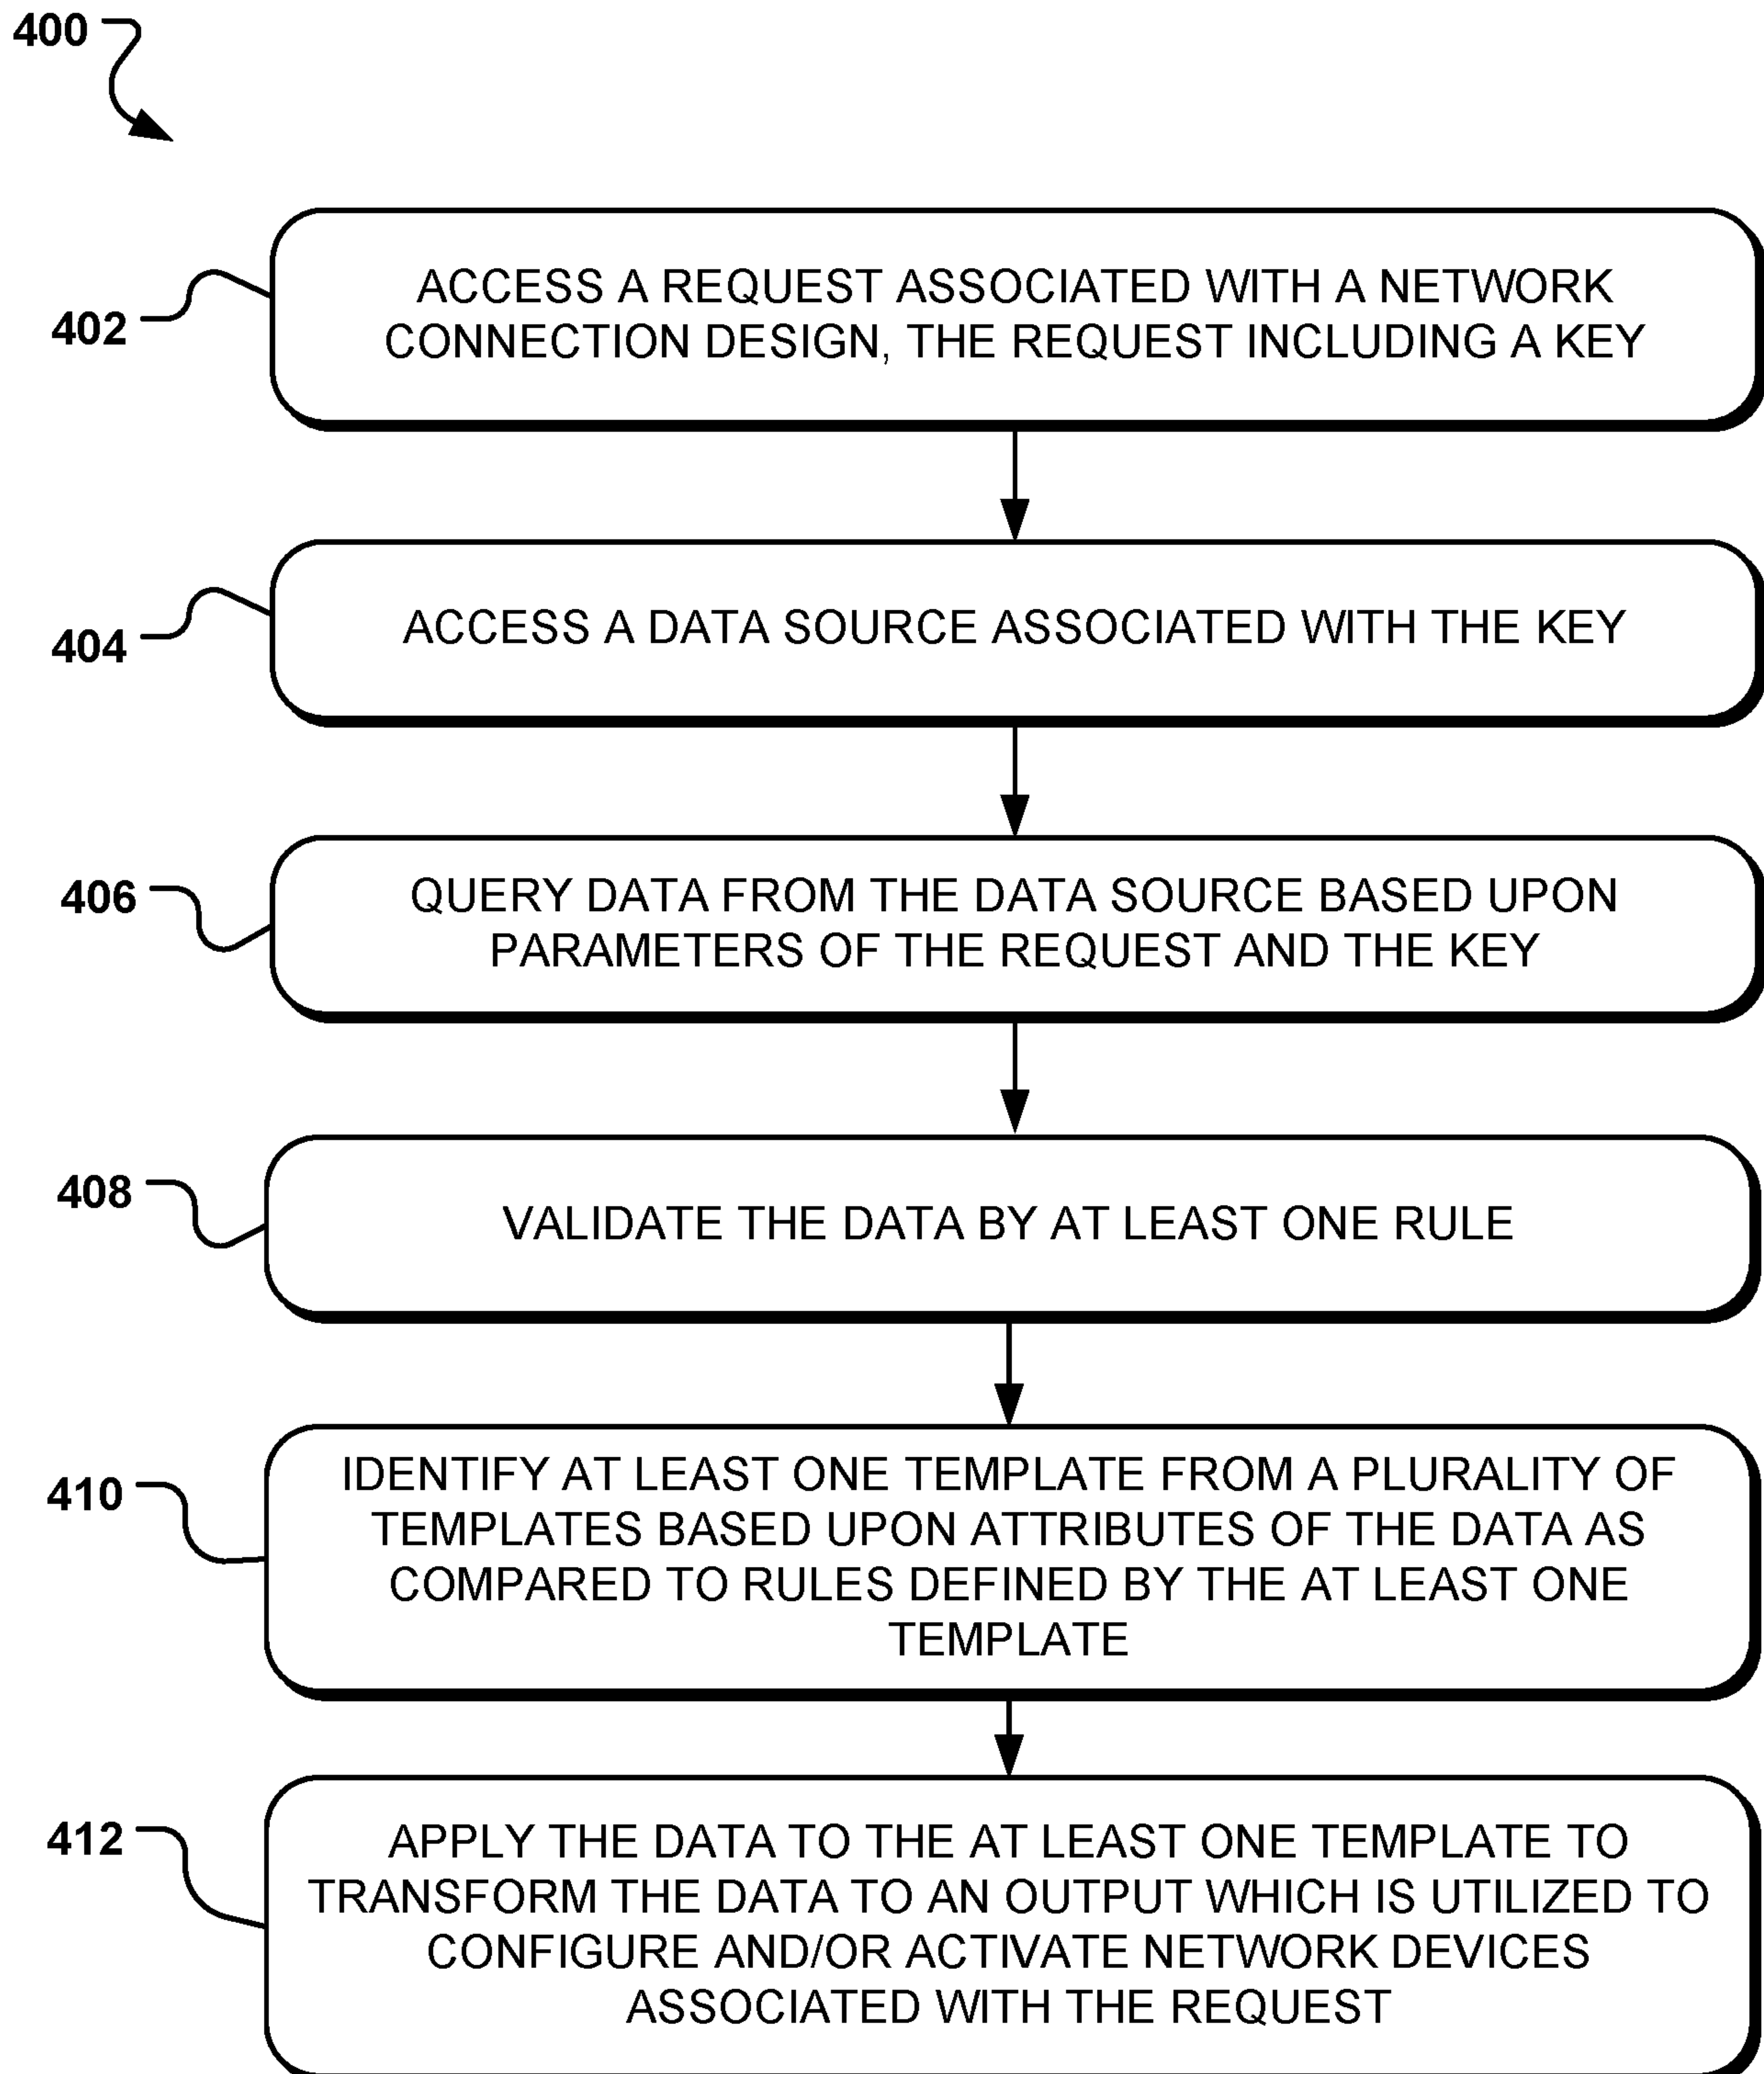 400
402
ACCESS A REQUEST ASSOCIATED WITH A NETWORK
CONNECTION DESIGN, THE REQUEST INCLUDING A KEY
404
ACCESS A DATA SOURCE ASSOCIATED WITH THE KEY
406
QUERY DATA FROM THE DATA SOURCE BASED UPON
PARAMETERS OF THE REQUEST AND THE KEY
408
VALIDATE THE DATA BY AT LEAST ONE RULE
410
IDENTIFY AT LEAST ONE TEMPLATE FROM A PLURALITY OF
TEMPLATES BASED UPON ATTRIBUTES OF THE DATA AS
COMPARED TO RULES DEFINED BY THE AT LEAST ONE
TEMPLATE
412
APPLY THE DATA TO THE AT LEAST ONE TEMPLATE TO
TRANSFORM THE DATA TO AN OUTPUT WHICH IS UTILIZED TO
CONFIGURE AND/OR ACTIVATE NETWORK DEVICES
ASSOCIATED WITH THE REQUEST